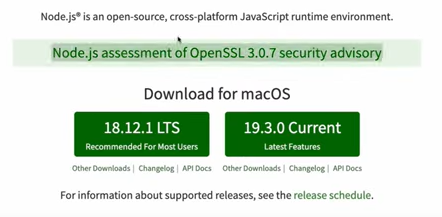 Node.js® is an open-source, cross-platform JavaScript runtime environment.
Node.js assessment of OpenSSL 3.0.7 security advisory
Download for macOS
18.12.1 LTS
Recommended For Most Users
19.3.0 Current
Latest Features
Other Downloads | Changelog | API Docs
Other Downloads | Changelog | API Docs
For information about supported releases, see the release schedule.